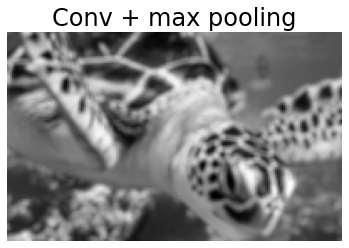 Conv + max pooling